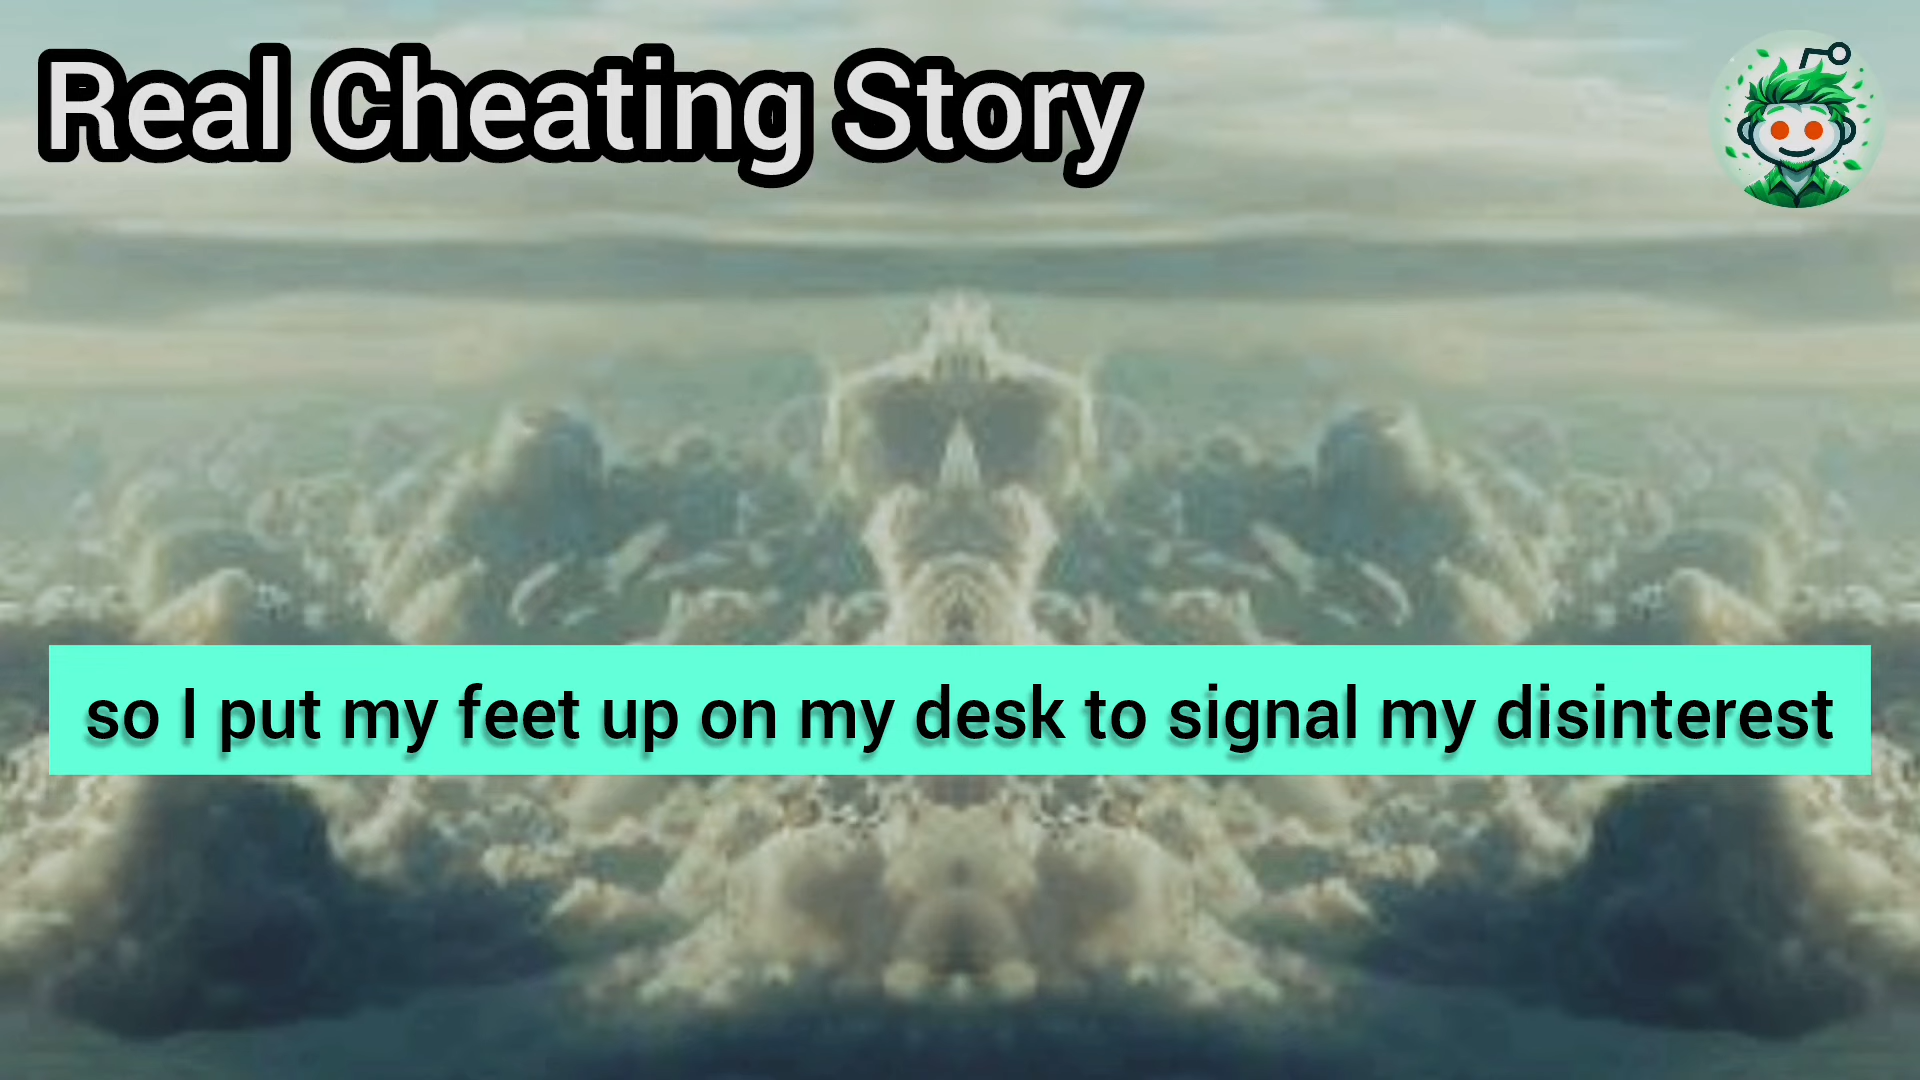 Real Cheating Story
so I put my feet up on my desk to signal my disinterest